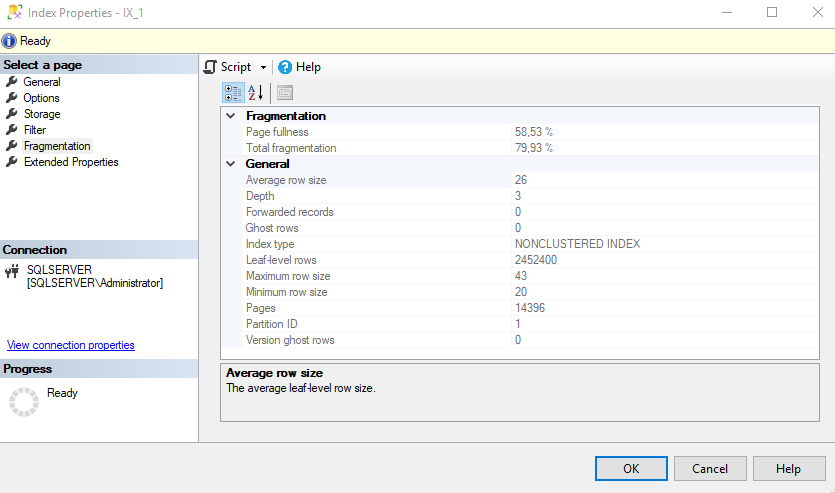 Index Properties - IX_1
Ready
Select a page
General
Options
Storage
Filter
Fragmentation
Extended Properties
Connection
SQLSERVER
[SQLSERVER\Administrator]
View connection properties
Progress
Ready
Script Help
Fragmentation
Page fullness 58,53 %
Total fragmentation 79,93 %
General
Average row size 26
Depth 3
Forwarded records 0
Ghost rows 0
Index type NONCLUSTERED INDEX
Leaf-level rows 2452400
Maximum row size 43
Minimum row size 20
Pages 14396
Partition ID 1
Version ghost rows 0
Average row size
The average leaf-level row size.
OK Cancel Help